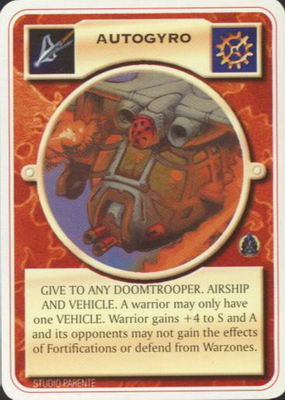 AUTOGYRO
GIVE TO ANY DOOMTROOPER. AIRSHIP
AND VEHICLE. A warrior may only have
one VEHICLE. Warrior gains +4 to S and A
and its opponents may not gain the effects
of Fortifications or defend from Warzones.
STUDIO PARENTE